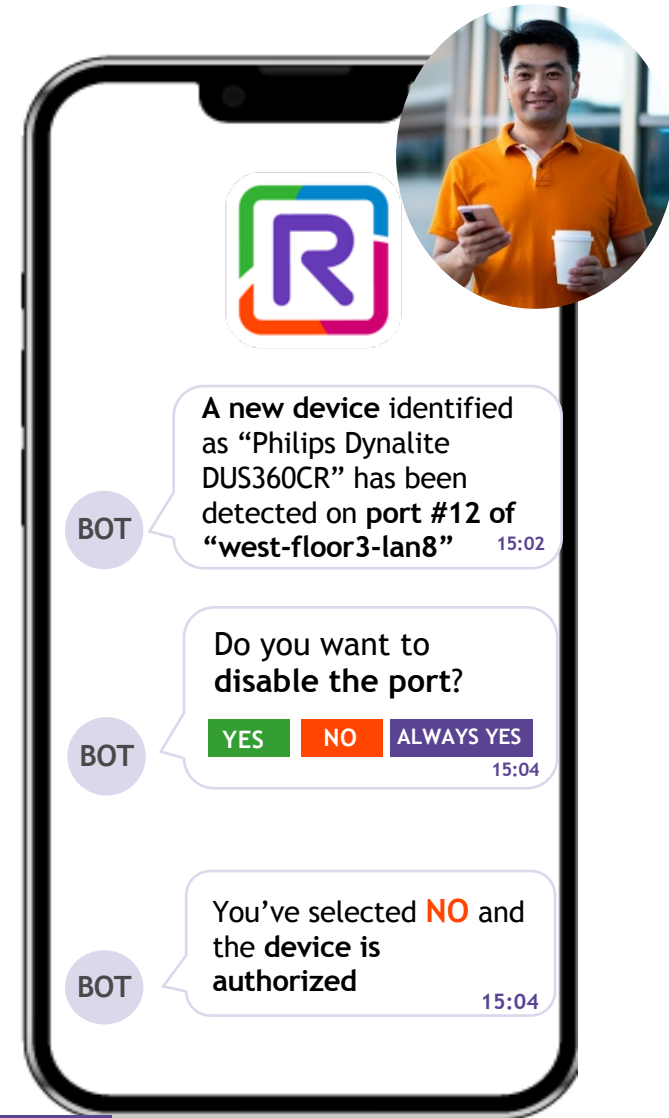 R
A new device identified
as “Philips Dynalite
DUS360CR” has been
detected on port #12 of
“west-floor3-lan8”
15:02
BOT
Do you want to
disable the port?
YES NO ALWAYS YES
15:04
BOT
You’ve selected NO and
the device is
authorized
15:04
BOT